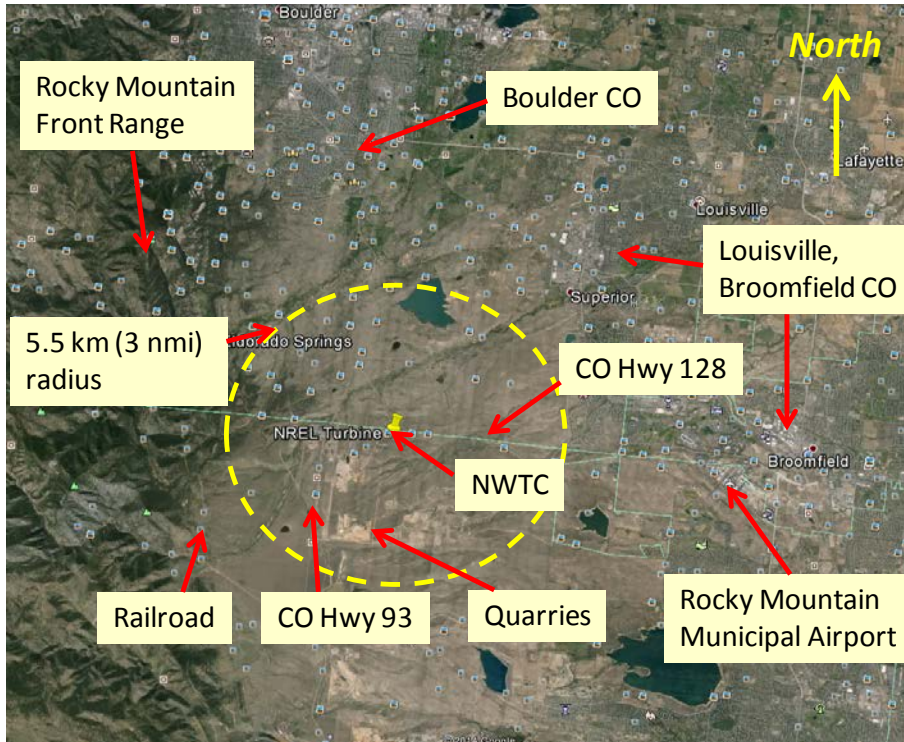 Boulder
North
Rocky Mountain
Front Range
Boulder CO
Lafayette
Louisville
Louisville,
Broomfield CO
Superior
5.5 km (3 nmi)
radius
ldorado Springs
CO Hwy 128
NREL Turbine
NWTC
Broomfield
Railroad
CO Hwy 93
Quarries
Rocky Mountain
Municipal Airport